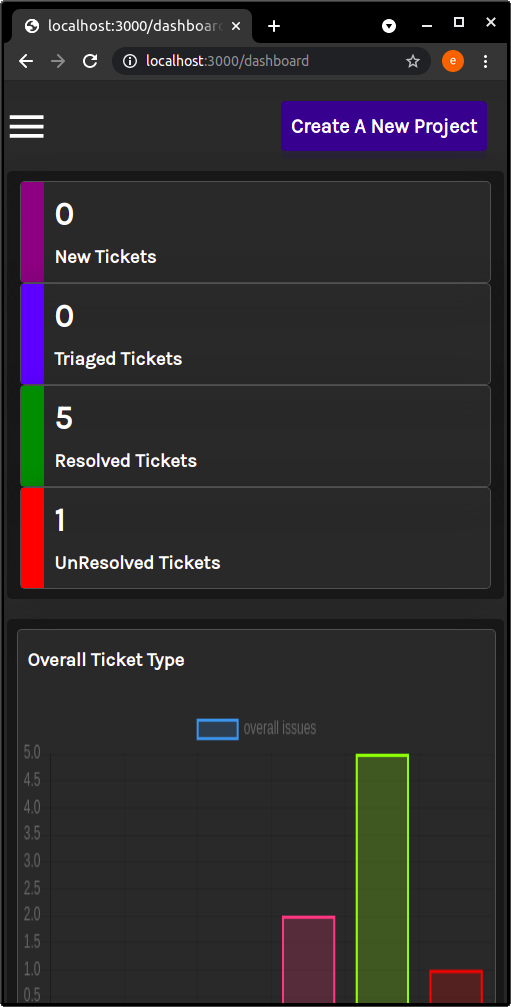 localhost:3000/dashboard
localhost:3000/dashboard
e
Create A New Project
0
New Tickets
0
Triaged Tickets
5
Resolved Tickets
1
UnResolved Tickets
Overall Ticket Type
overall issues
5.0
4.5
4.0
3.5
3.0
2.5
2.0
1.5
1.0
0.5